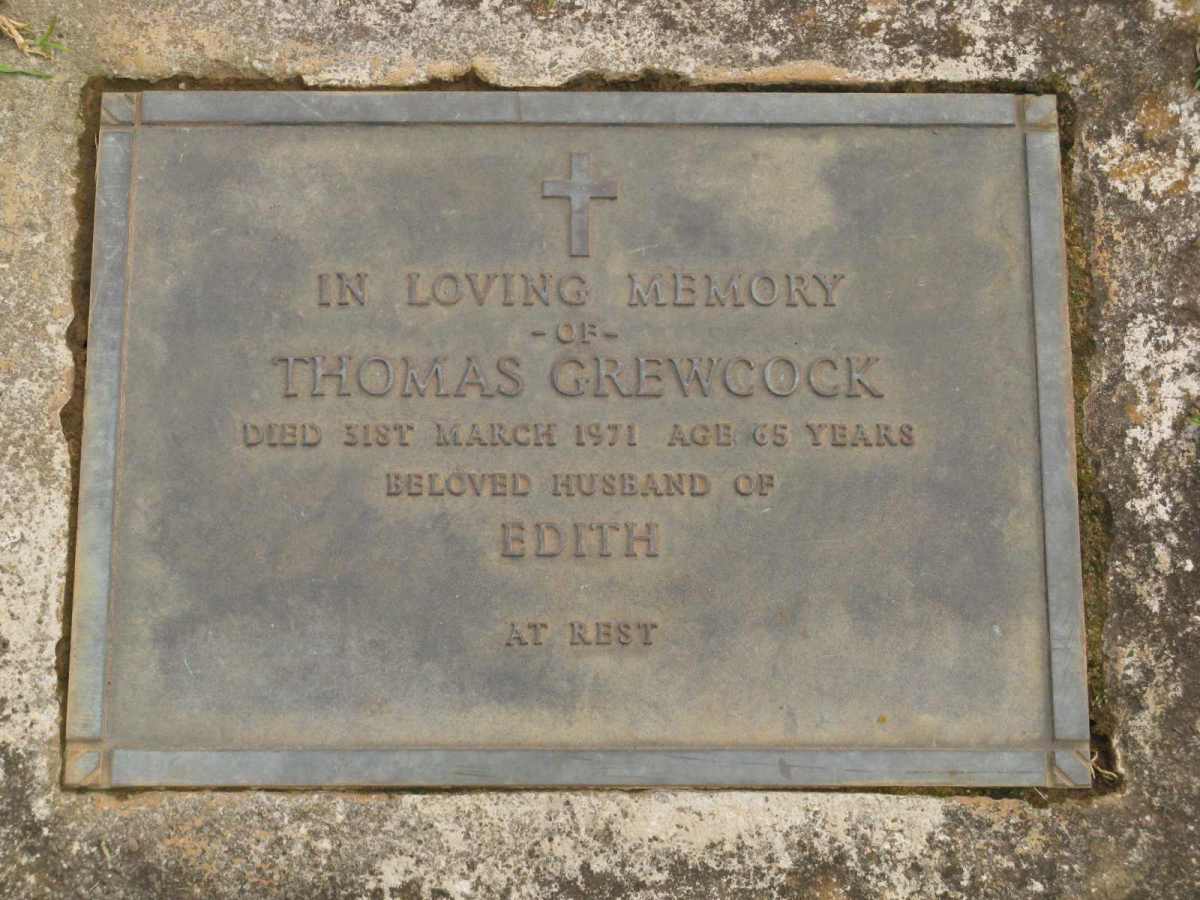 IN LOVING MEMORY
-OF-
THOMAS GREWCOCK
DIED 31ST MARCH 1971 AGE 65 YEARS
BELOVED HUSBAND OF
EDITH
AT REST